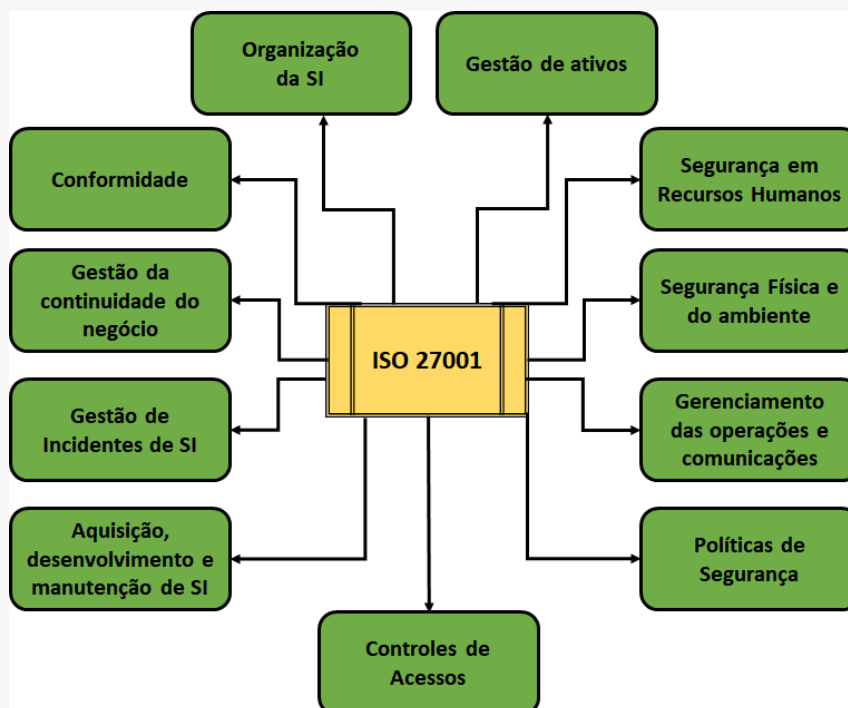 Organização
da SI
Gestão de ativos
Conformidade
Segurança em
Recursos Humanos
Gestão da
continuidade do
negócio
Segurança Física e
do ambiente
ISO 27001
Gestão de
Incidentes de SI
Gerenciamento
das operações e
comunicações
Aquisição,
desenvolvimento e
manutenção de SI
Políticas de
Segurança
Controles de
Acessos